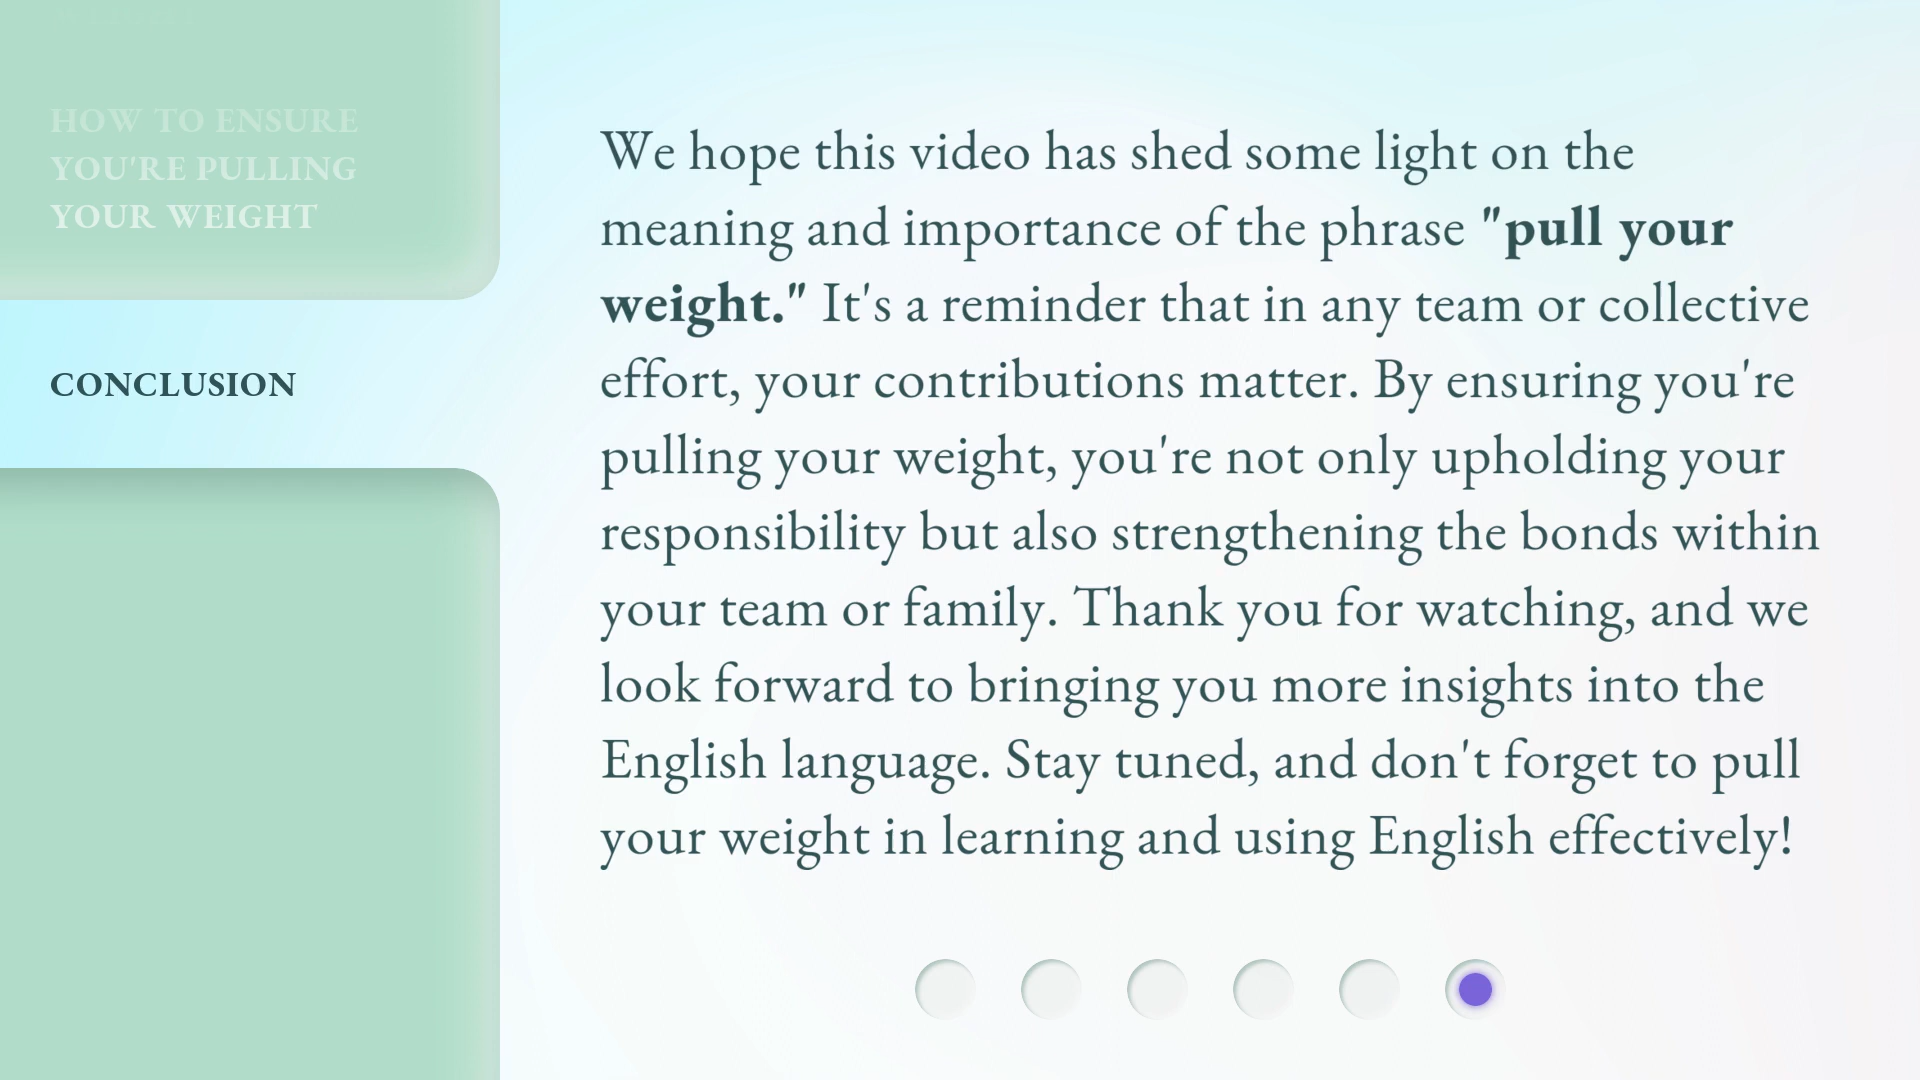 HOW TO ENSURE
YOU'RE PULLING
YOUR WEIGHT
CONCLUSION
We hope this video has shed some light on the
meaning and importance of the phrase "pull your
weight." It's a reminder that in any team or collective
effort, your contributions matter. By ensuring you're
pulling your weight, you're not only upholding your
responsibility but also strengthening the bonds within
your team or family. Thank you for watching, and we
look forward to bringing you more insights into the
English language. Stay tuned, and don't forget to pull
your weight in learning and using English effectively!